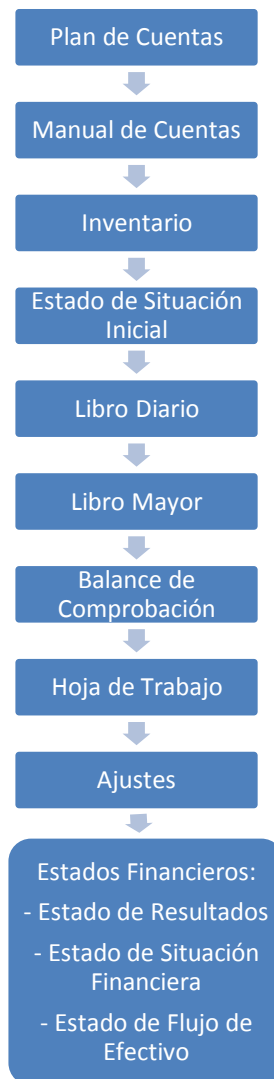 Plan de Cuentas
Manual de Cuentas
Inventario
Estado de Situación
Inicial
Libro Diario
Libro Mayor
Balance de
Comprobación
Hoja de Trabajo
Ajustes
Estados Financieros:
- Estado de Resultados
- Estado de Situación
Financiera
- Estado de Flujo de
Efectivo